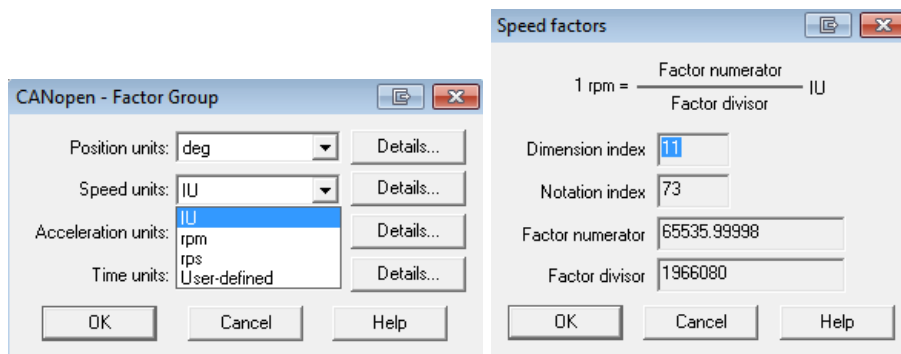 CANopen - Factor Group
Position units: deg Details...
Speed units: IU Details...
IU
rpm
rps
User-defined
Acceleration units: Details...
Time units: Details...
OK Cancel Help
Speed factors
1 rpm = Factor numerator IU
Factor divisor
Dimension index 11
Notation index 73
Factor numerator 65535.99998
Factor divisor 1966080
OK Cancel Help